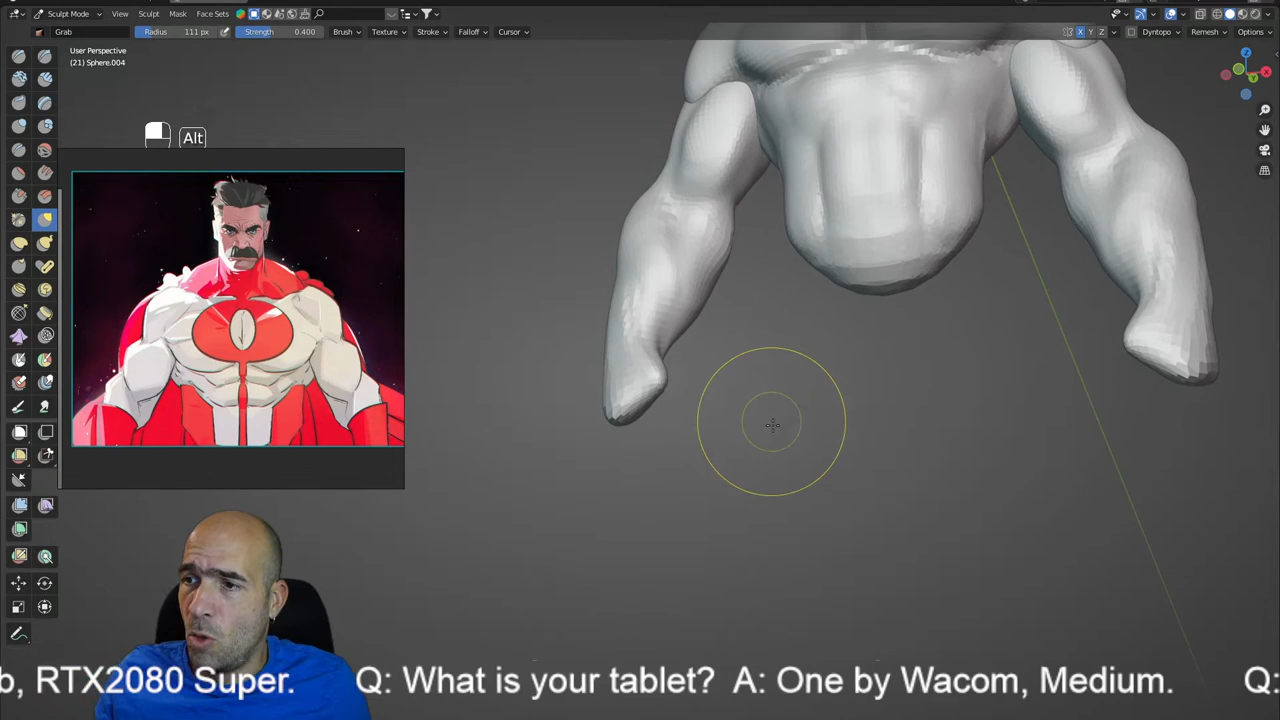 Sculpt Mode View Sculpt Mask Face Sets
Grab Radius 111 px Strength 0.400 Brush Texture Stroke Falloff Cursor X Y Z Dyntopo Remesh Options
User Perspective
(21) Sphere.004
Z
X
Y
Alt
b, RTX2080 Super. Q: What is your tablet? A: One by Wacom, Medium. Q: